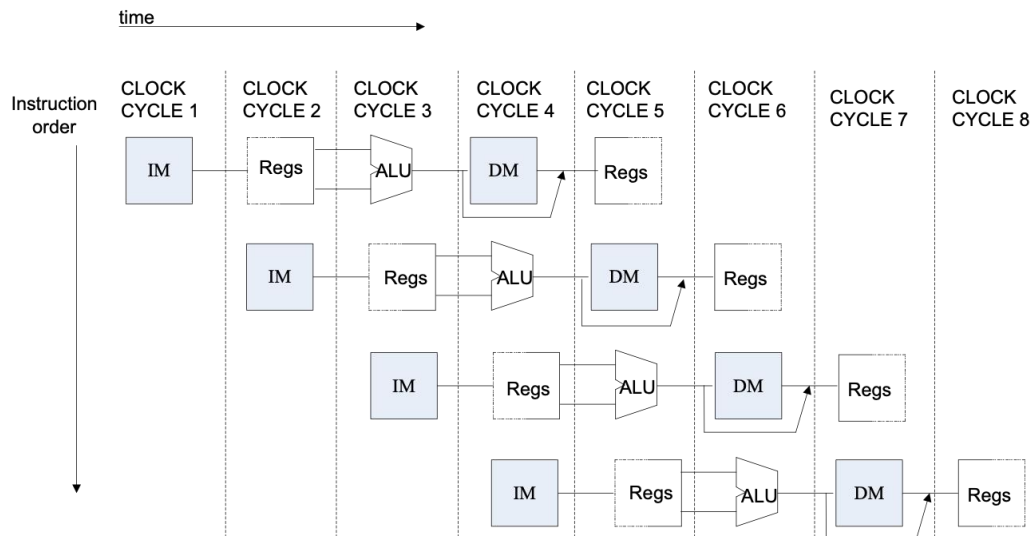 time
Instruction
order
CLOCK
CYCLE 1
CLOCK
CYCLE 2
CLOCK
CYCLE 3
CLOCK
CYCLE 4
CLOCK
CYCLE 5
CLOCK
CYCLE 6
CLOCK
CYCLE 7
CLOCK
CYCLE 8
IM
Regs
ALU
DM
Regs
IM
Regs
ALU
DM
Regs
IM
Regs
ALU
DM
Regs
IM
Regs
ALU
DM
Regs